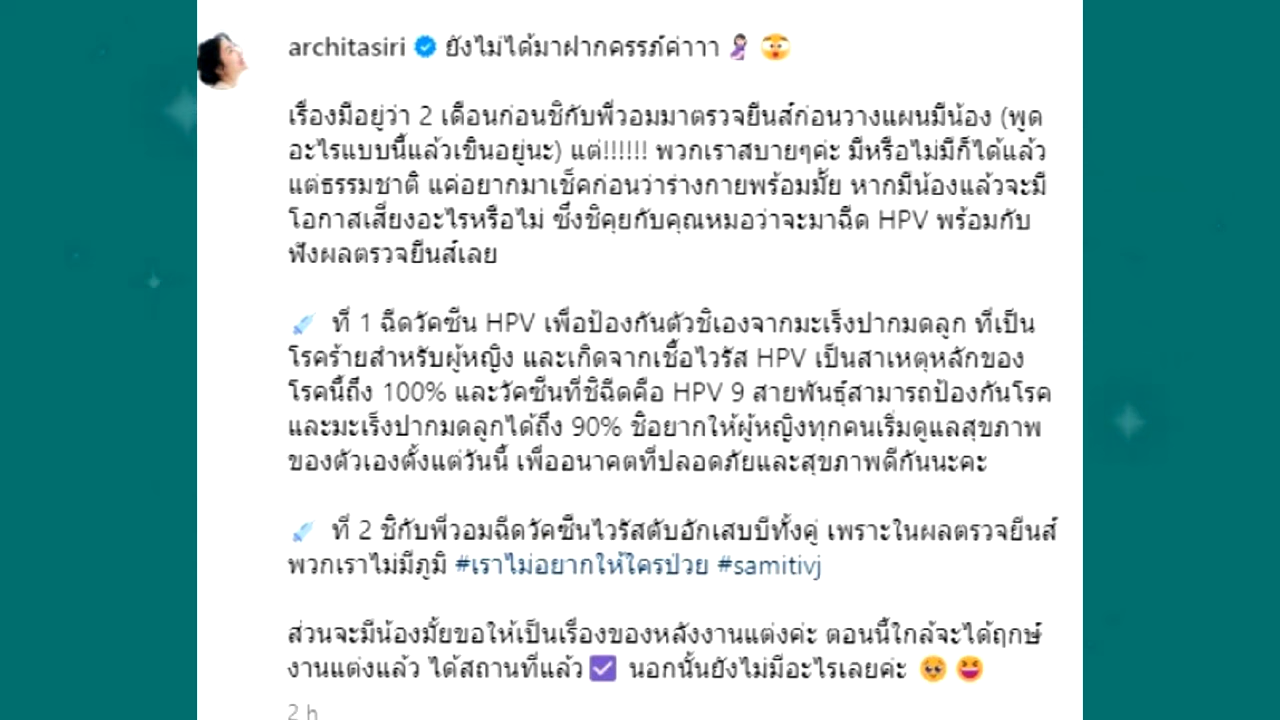 architasiri ยังไม่ได้มาฝากครรภ์ค่าาา
เรื่องมีอยู่ว่า 2 เดือนก่อนชิกับพี่วอมมาตรวจยีนส์ก่อนวางแผนมีน้อง (พูด
อะไรแบบนี้แล้วเขินอยู่นะ) แต่!!!!!! พวกเราสบายๆค่ะ มีหรือไม่มีก็ได้แล้ว
แต่ธรรมชาติ แค่อยากมาเช็คก่อนว่าร่างกายพร้อมมั้ย หากมีน้องแล้วจะมี
โอกาสเสี่ยงอะไรหรือไม่ ซึ่งชิคุยกับคุณหมอว่าจะมาฉีด HPV พร้อมกับ
ฟังผลตรวจยีนส์เลย
ที่ 1 ฉีดวัคซีน HPV เพื่อป้องกันตัวชิเองจากมะเร็งปากมดลูก ที่เป็น
โรคร้ายสำหรับผู้หญิง และเกิดจากเชื้อไวรัส HPV เป็นสาเหตุหลักของ
โรคนี้ถึง 100% และวัคซีนที่ชิฉีดคือ HPV 9 สายพันธุ์สามารถป้องกันโรค
และมะเร็งปากมดลูกได้ถึง 90% ชิอยากให้ผู้หญิงทุกคนเริ่มดูแลสุขภาพ
ของตัวเองตั้งแต่วันนี้ เพื่ออนาคตที่ปลอดภัยและสุขภาพดีกันนะคะ
ที่ 2 ชิกับพี่วอมฉีดวัคซีนไวรัสตับอักเสบบีทั้งคู่ เพราะในผลตรวจยีนส์
พวกเราไม่มีภูมิ #เราไม่อยากให้ใครป่วย #samitivj
ส่วนจะมีน้องมั้ยขอให้เป็นเรื่องของหลังงานแต่งค่ะ ตอนนี้ใกล้จะได้ฤกษ์
งานแต่งแล้ว ได้สถานที่แล้ว นอกนั้นยังไม่มีอะไรเลยค่ะ
2 h